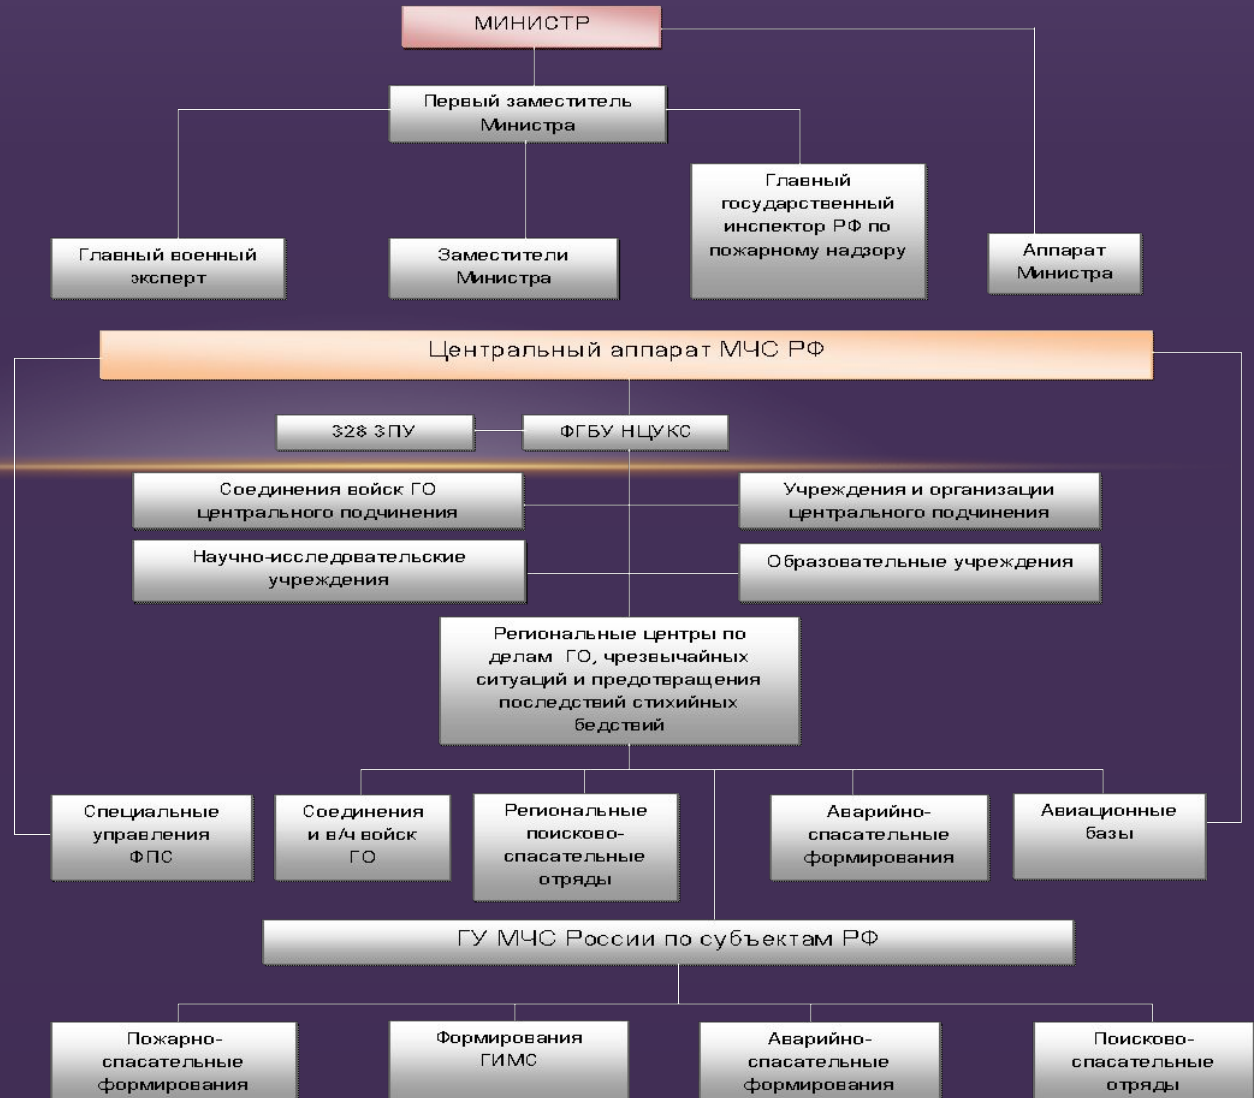 МИНИСТР
Первый заместитель
Министра
Главный
государственный
инспектор РФ по
пожарному надзору
Главный военный
эксперт
Заместители
Министра
Аппарат
Министра
Центральный аппарат МЧС РФ
328 ЗПУ
ФГБУ НЦУКС
Соединения войск ГО
центрального подчинения
Учреждения и организации
центрального подчинения
Научно-исследовательские
учреждения
Образовательные учреждения
Региональные центры по
делам ГО, чрезвычайных
ситуаций и предотвращения
последствий стихийных
бедствий
Специальные
управления
ФПС
Соединения
и в/ч войск
ГО
Региональные
поисково-
спасательные
отряды
Аварийно-
спасательные
формирования
Авиационные
базы
ГУ МЧС России по субъектам РФ
Пожарно-
спасательные
формирования
Формирования
ГИМС
Аварийно-
спасательные
формирования
Поисково-
спасательные
отряды